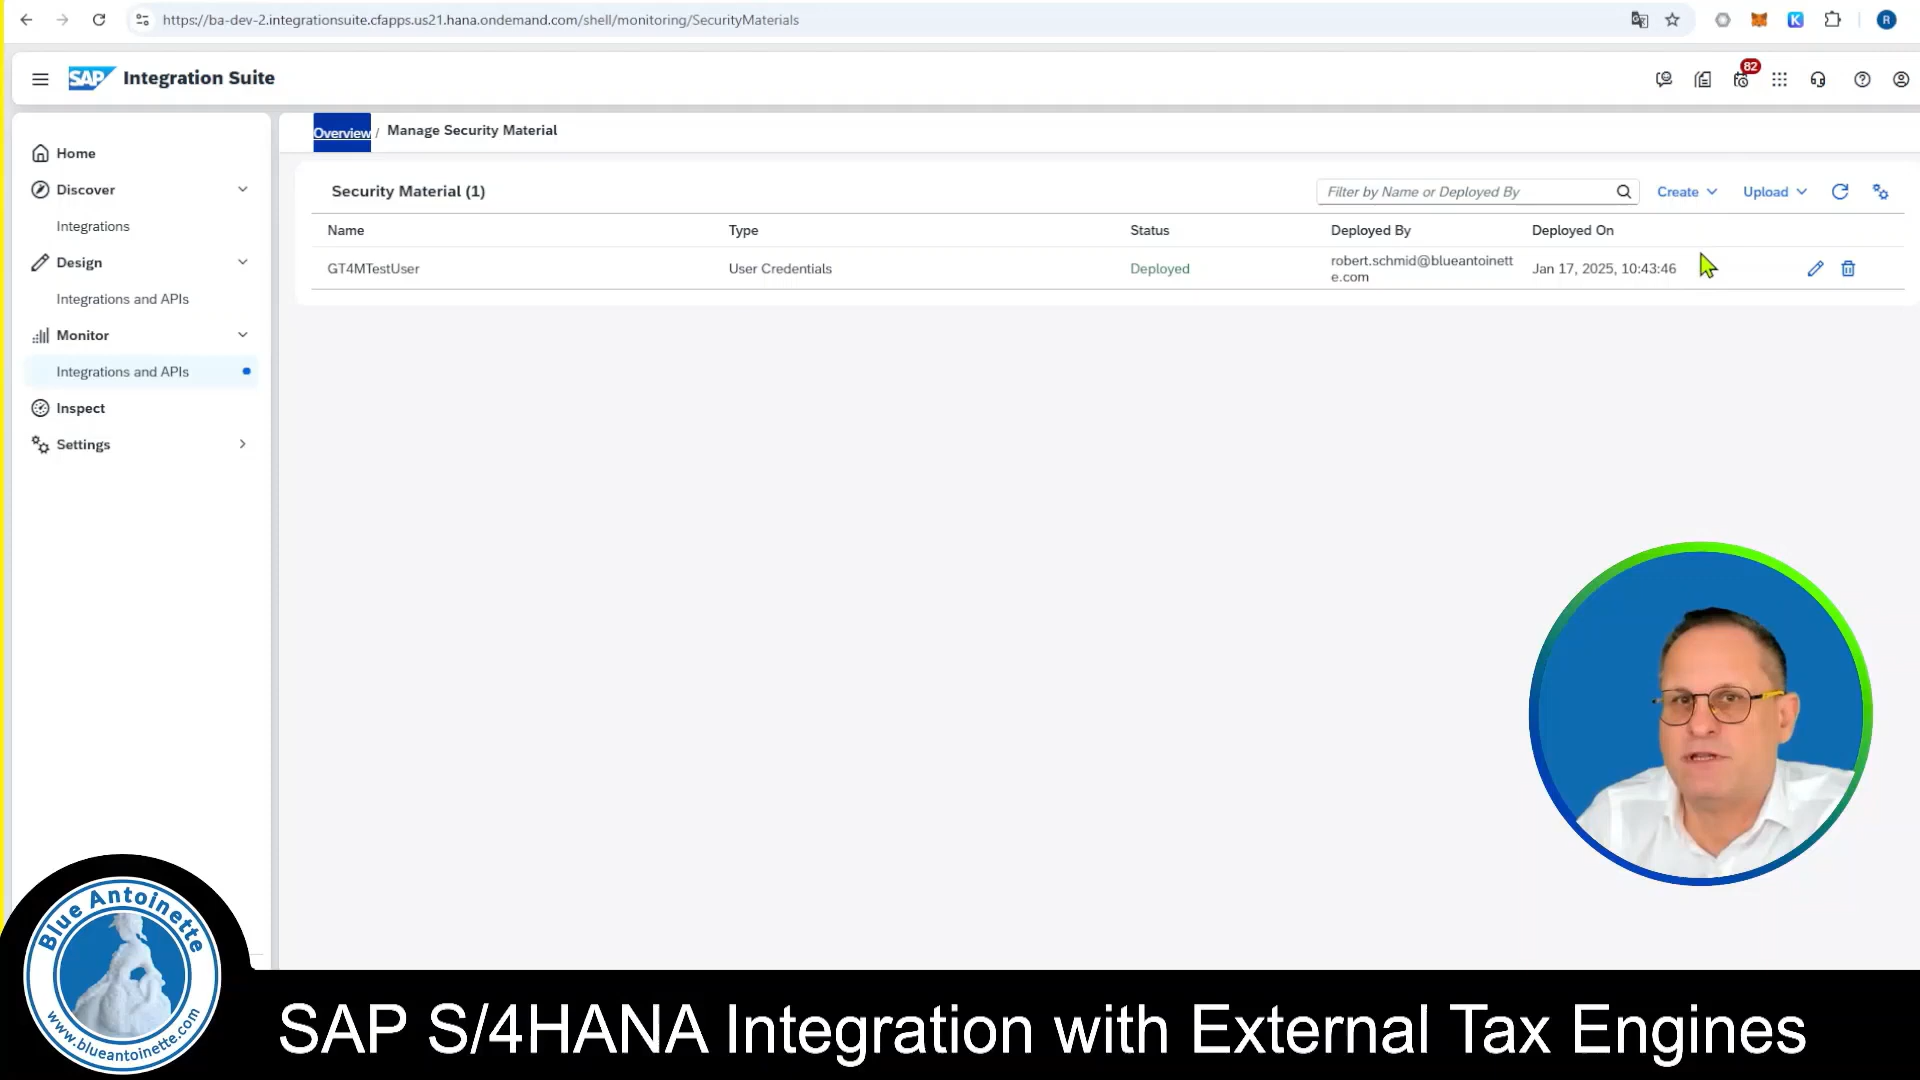 https://ba-dev-2.integrationsuite.cfapps.us21.hana.ondemand.com/shell/monitoring/SecurityMaterials
R
SAP Integration Suite
82
Overview / Manage Security Material
Home
Discover
Integrations
Design
Integrations and APIs
Monitor
Integrations and APIs
Inspect
Settings
Security Material (1)
Filter by Name or Deployed By
Create
Upload
Name Type Status Deployed By Deployed On
GT4MTestUser User Credentials Deployed robert.schmid@blueantoinett Jan 17, 2025, 10:43:46
e.com
Blue Antoinette
www.blueantoinette.com
SAP S/4HANA Integration with External Tax Engines